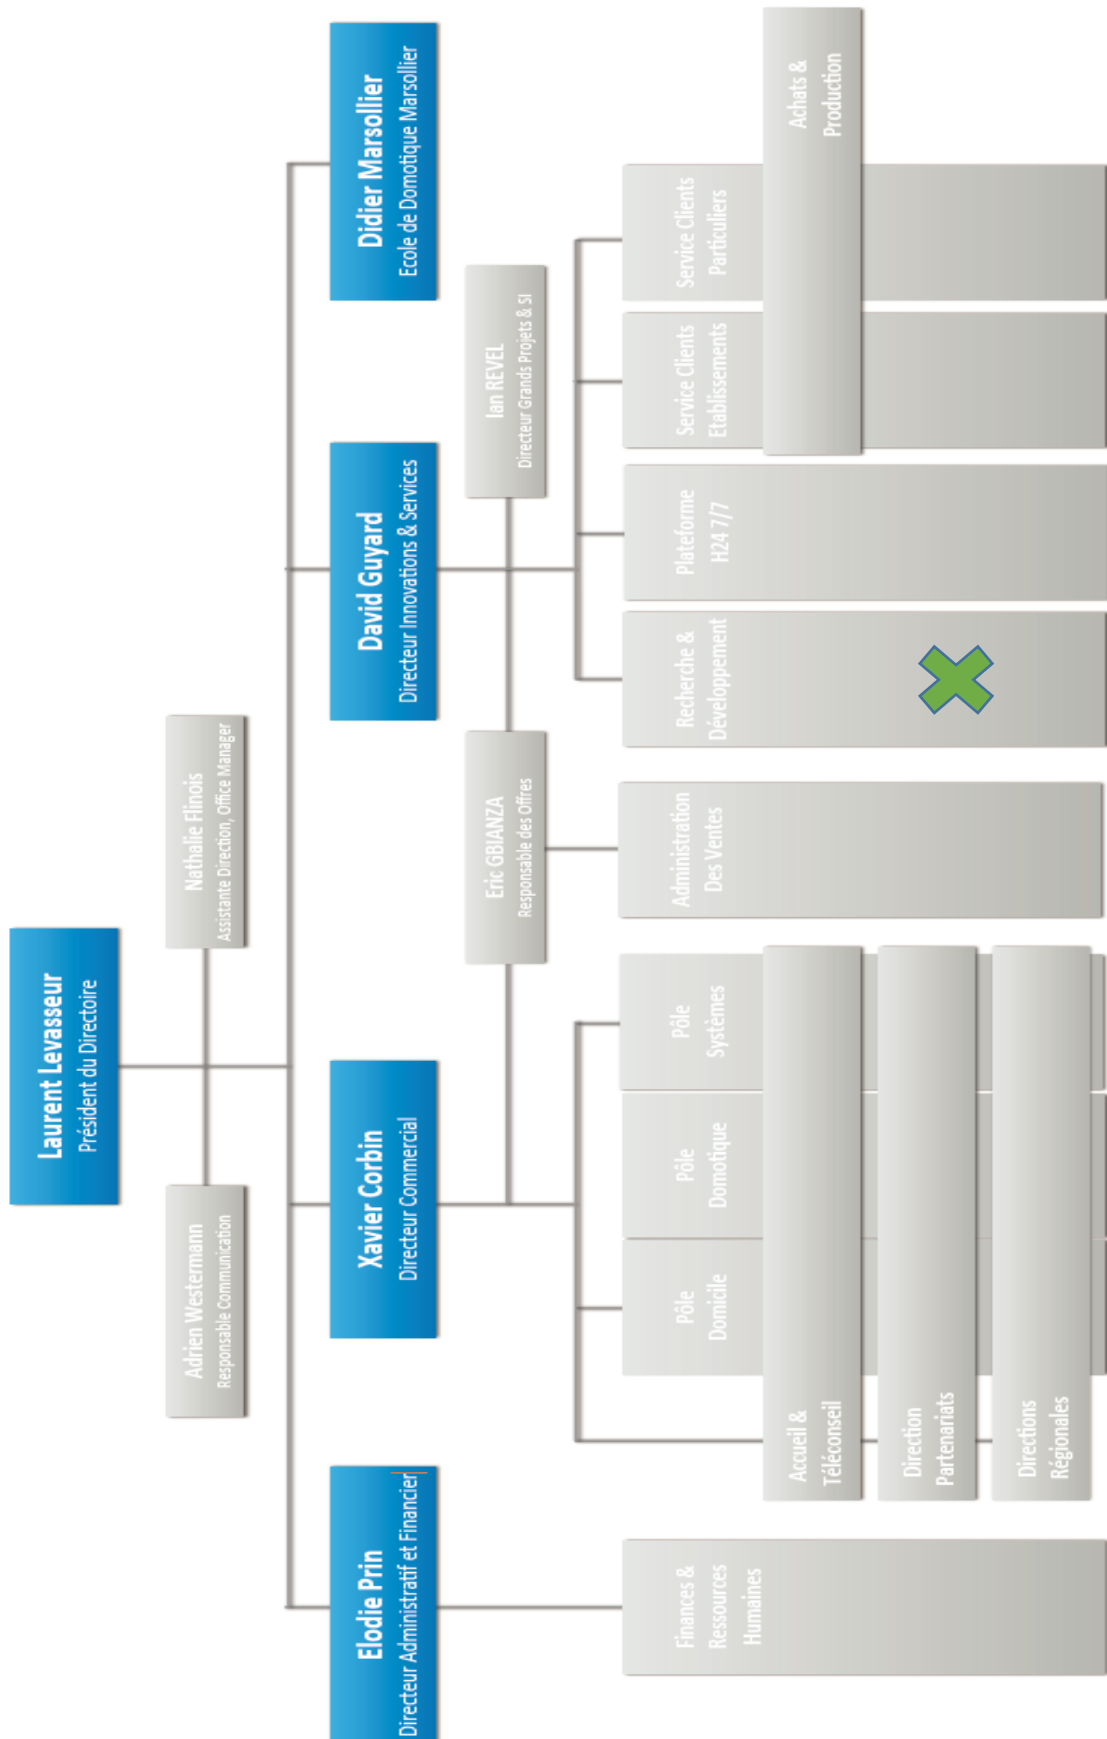 Laurent Levasseur
Président du Directoire
Adrien Westermann
Responsable Communication
Nathalie Flinois
Assistante Direction, Office Manager
Elodie Prin
Directeur Administratif et Financier
Xavier Corbin
Directeur Commercial
David Guyard
Directeur Innovations & Services
Didier Marsollier
Ecole de Domotique Marsollier
Eric GBIANZA
Responsable des Offres
Ian REVEL
Directeur Grands Projets & SI
Finances &
Ressources
Humaines
Pôle
Domicile
Pôle
Domotique
Pôle
Systèmes
Administration
Des Ventes
Recherche &
Développement
Plateforme
H24 7/7
Service Clients
Etablissements
Service Clients
Particuliers
Accueil &
Téléconseil
Direction
Partenariats
Directions
Régionales
Achats &
Production